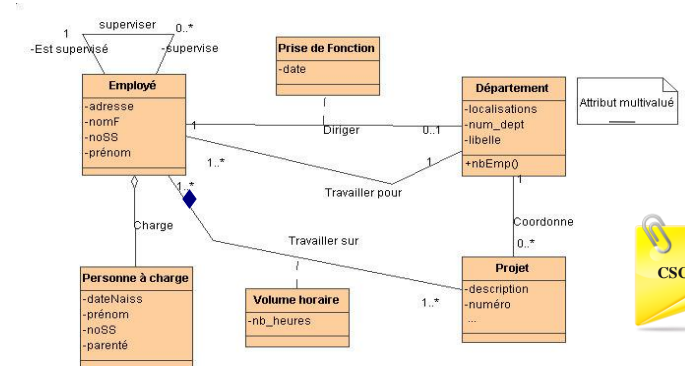 superviser
1
0..*
-Est supervisé
-supervise
Prise de Fonction
-date
Employé
-adresse
-nomF
-noSS
-prénom
Département
-localisations
-num_dept
-libelle
+nbEmp()
Attribut multivalué
1
Diriger
0..1
1..*
1
Travailler pour
1..*
1
Charge
Travailler sur
Coordonne
0..*
1..*
Personne à charge
-dateNaiss
-prénom
-noSS
-parenté
Volume horaire
-nb_heures
Projet
-description
-numéro
...